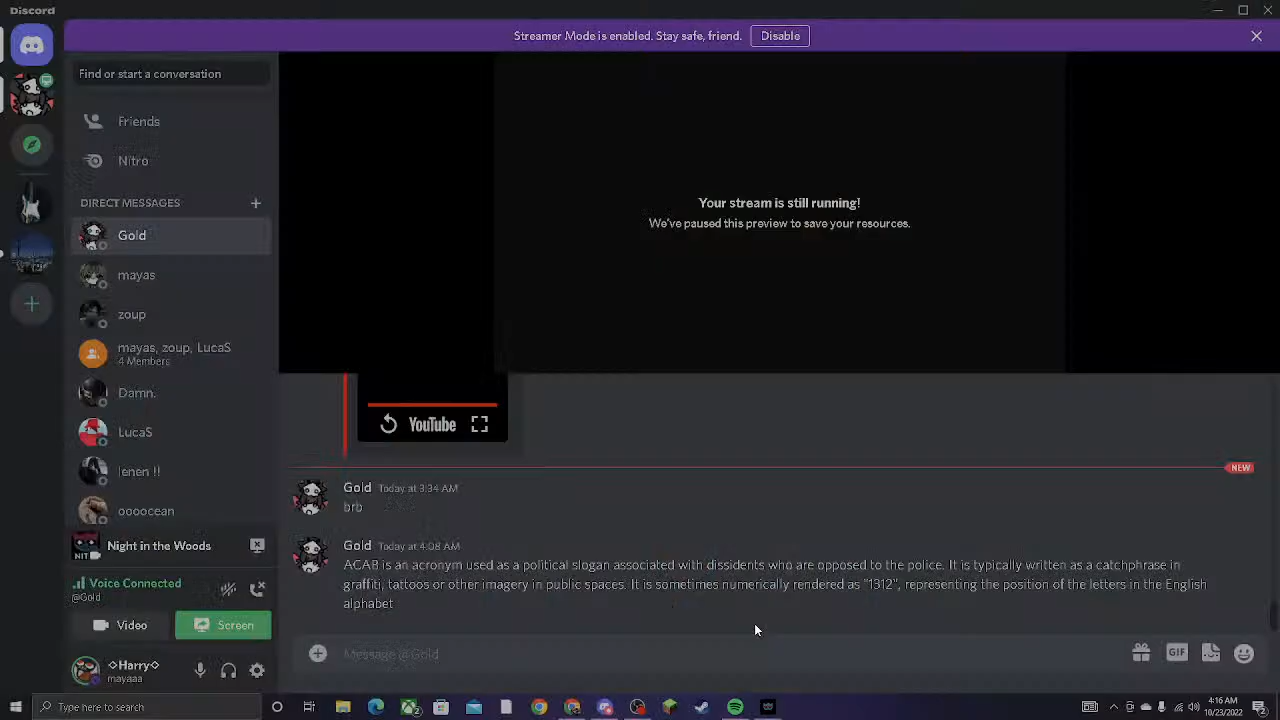 Discord
Streamer Mode is enabled. Stay safe, friend. Disable
Find or start a conversation
Friends
Nitro
DIRECT MESSAGES
Gold
mayas
zoup
mayas, zoup, LucaS
4 Members
Damn.
LucaS
lenen !!
oooocean
Night in the Woods
NIT
Voice Connected
@Gold
Video
Screen
◇Harry◇
mayaaa
Your stream is still running!
We've paused this preview to save your resources.
YouTube
NEW
Gold Today at 3:34 AM
brb
Gold Today at 4:08 AM
ACAB is an acronym used as a political slogan associated with dissidents who are opposed to the police. It is typically written as a catchphrase in
graffiti, tattoos or other imagery in public spaces. It is sometimes numerically rendered as "1312", representing the position of the letters in the English
alphabet
Message @Gold
GIF
Type here to search
4:16 AM
10/23/2022